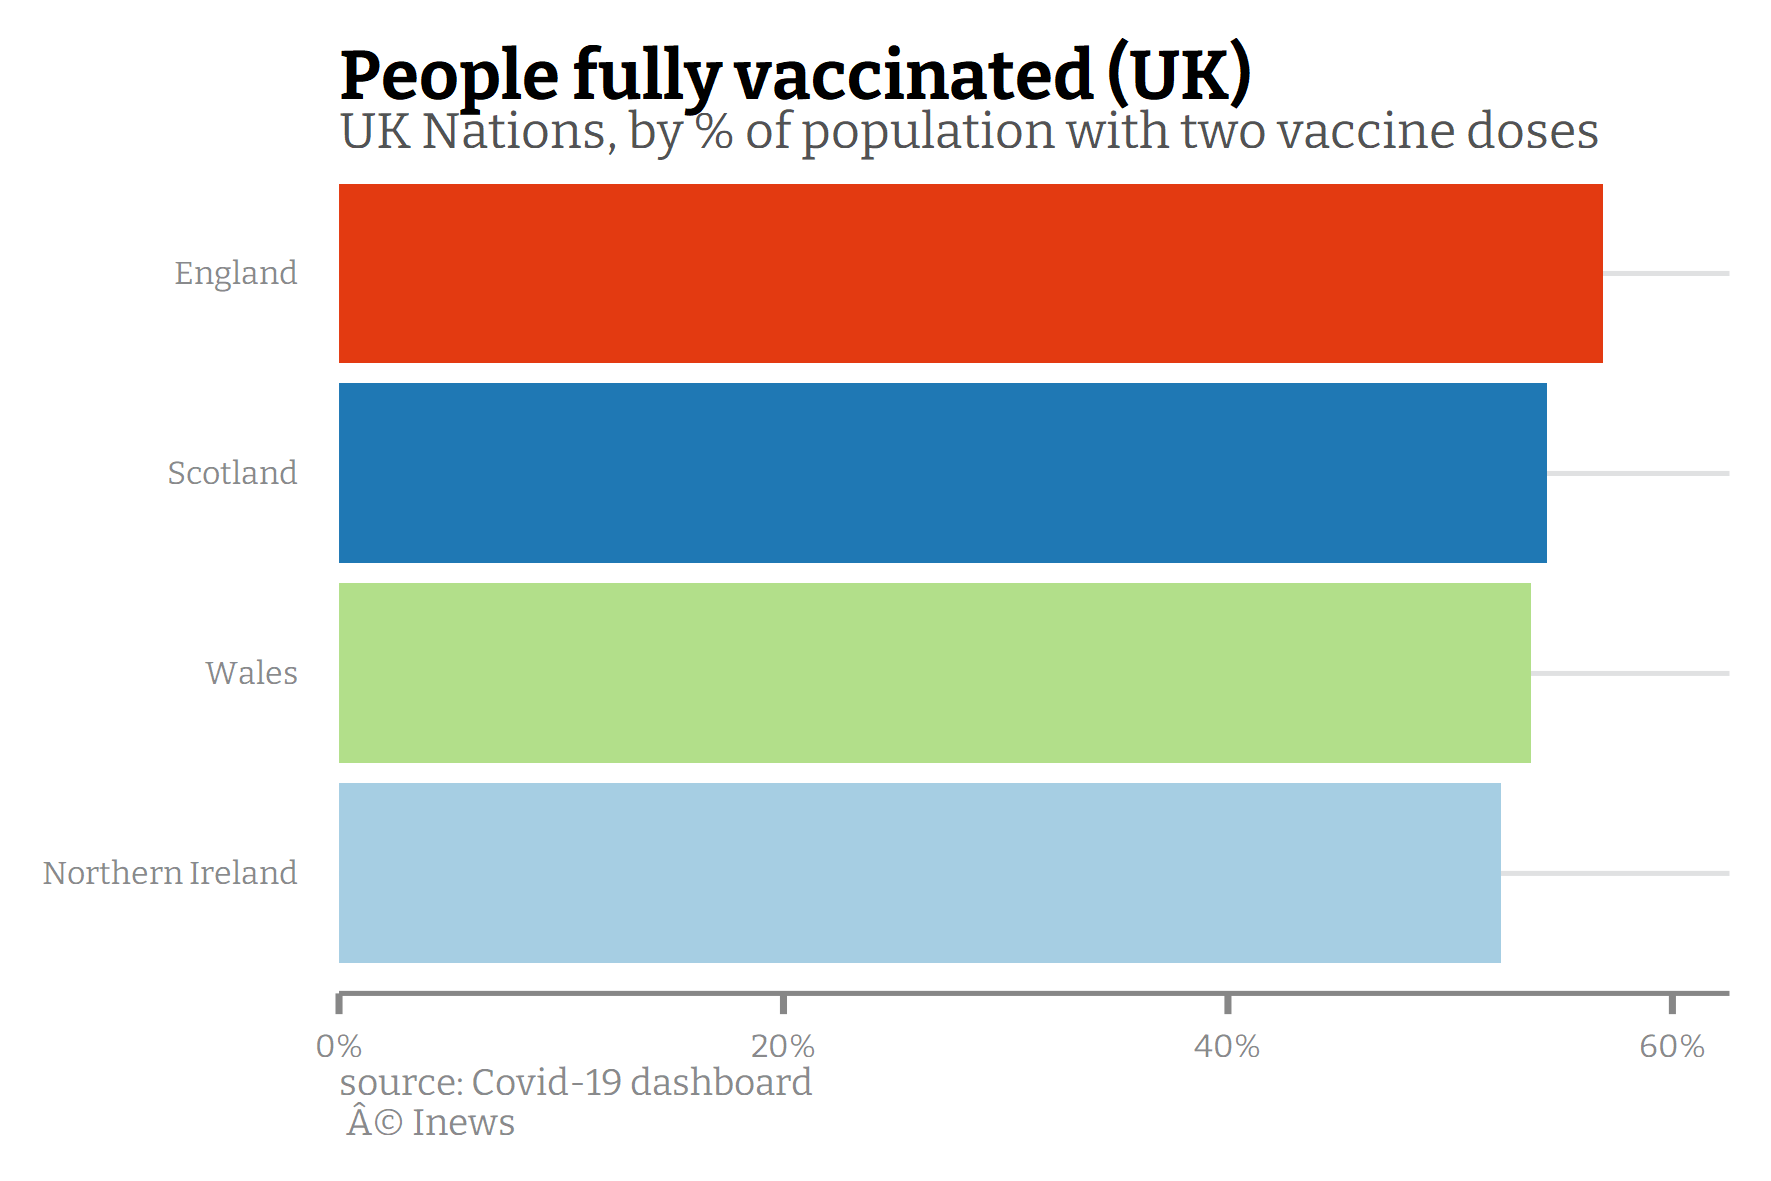 People fully vaccinated (UK)
UK Nations, by % of population with two vaccine doses
England
Scotland
Wales
Northern Ireland
0% 20% 40% 60%
source: Covid-19 dashboard
Â© Inews